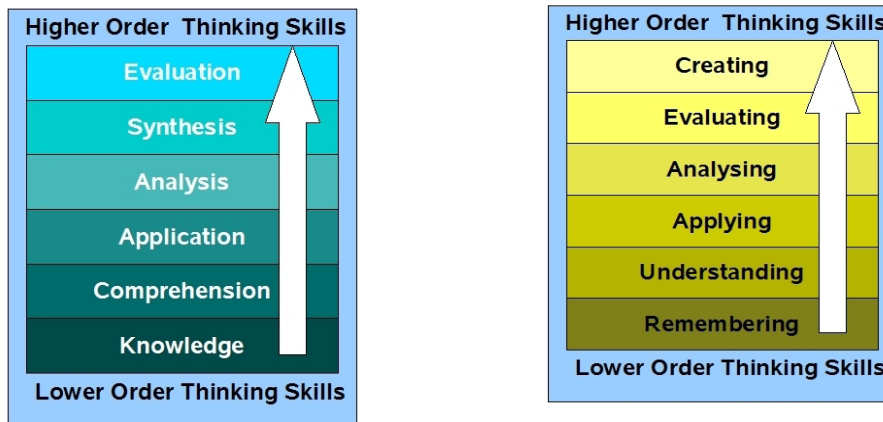 Higher Order Thinking Skills
Evaluation
Synthesis
Analysis
Application
Comprehension
Knowledge
Lower Order Thinking Skills
Higher Order Thinking Skills
Creating
Evaluating
Analysing
Applying
Understanding
Remembering
Lower Order Thinking Skills